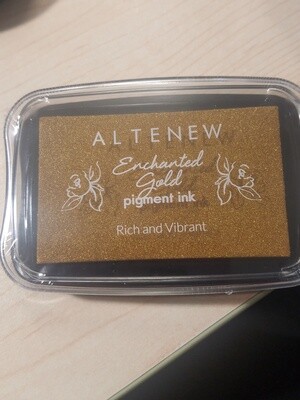 ALTENEW
Enchanted
Gold
pigment ink
Rich and Vibrant